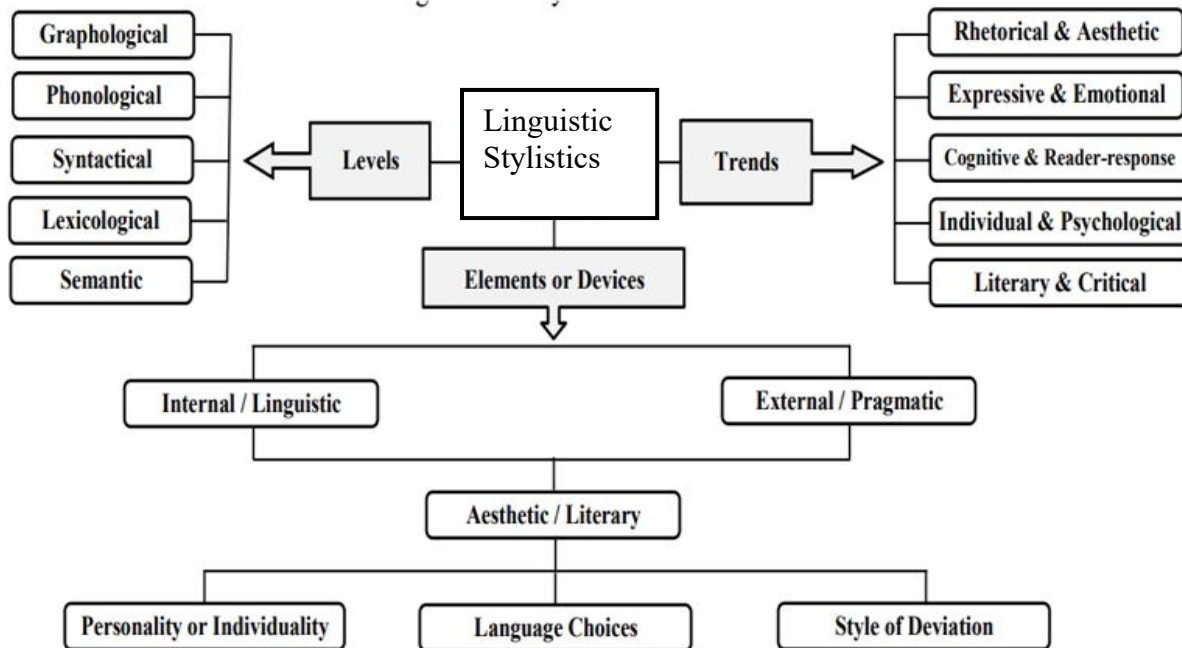 Graphological
Phonological
Syntactical
Lexicological
Semantic
Levels
Linguistic
Stylistics
Trends
Rhetorical & Aesthetic
Expressive & Emotional
Cognitive & Reader-response
Individual & Psychological
Literary & Critical
Elements or Devices
Internal / Linguistic
External / Pragmatic
Aesthetic / Literary
Personality or Individuality
Language Choices
Style of Deviation